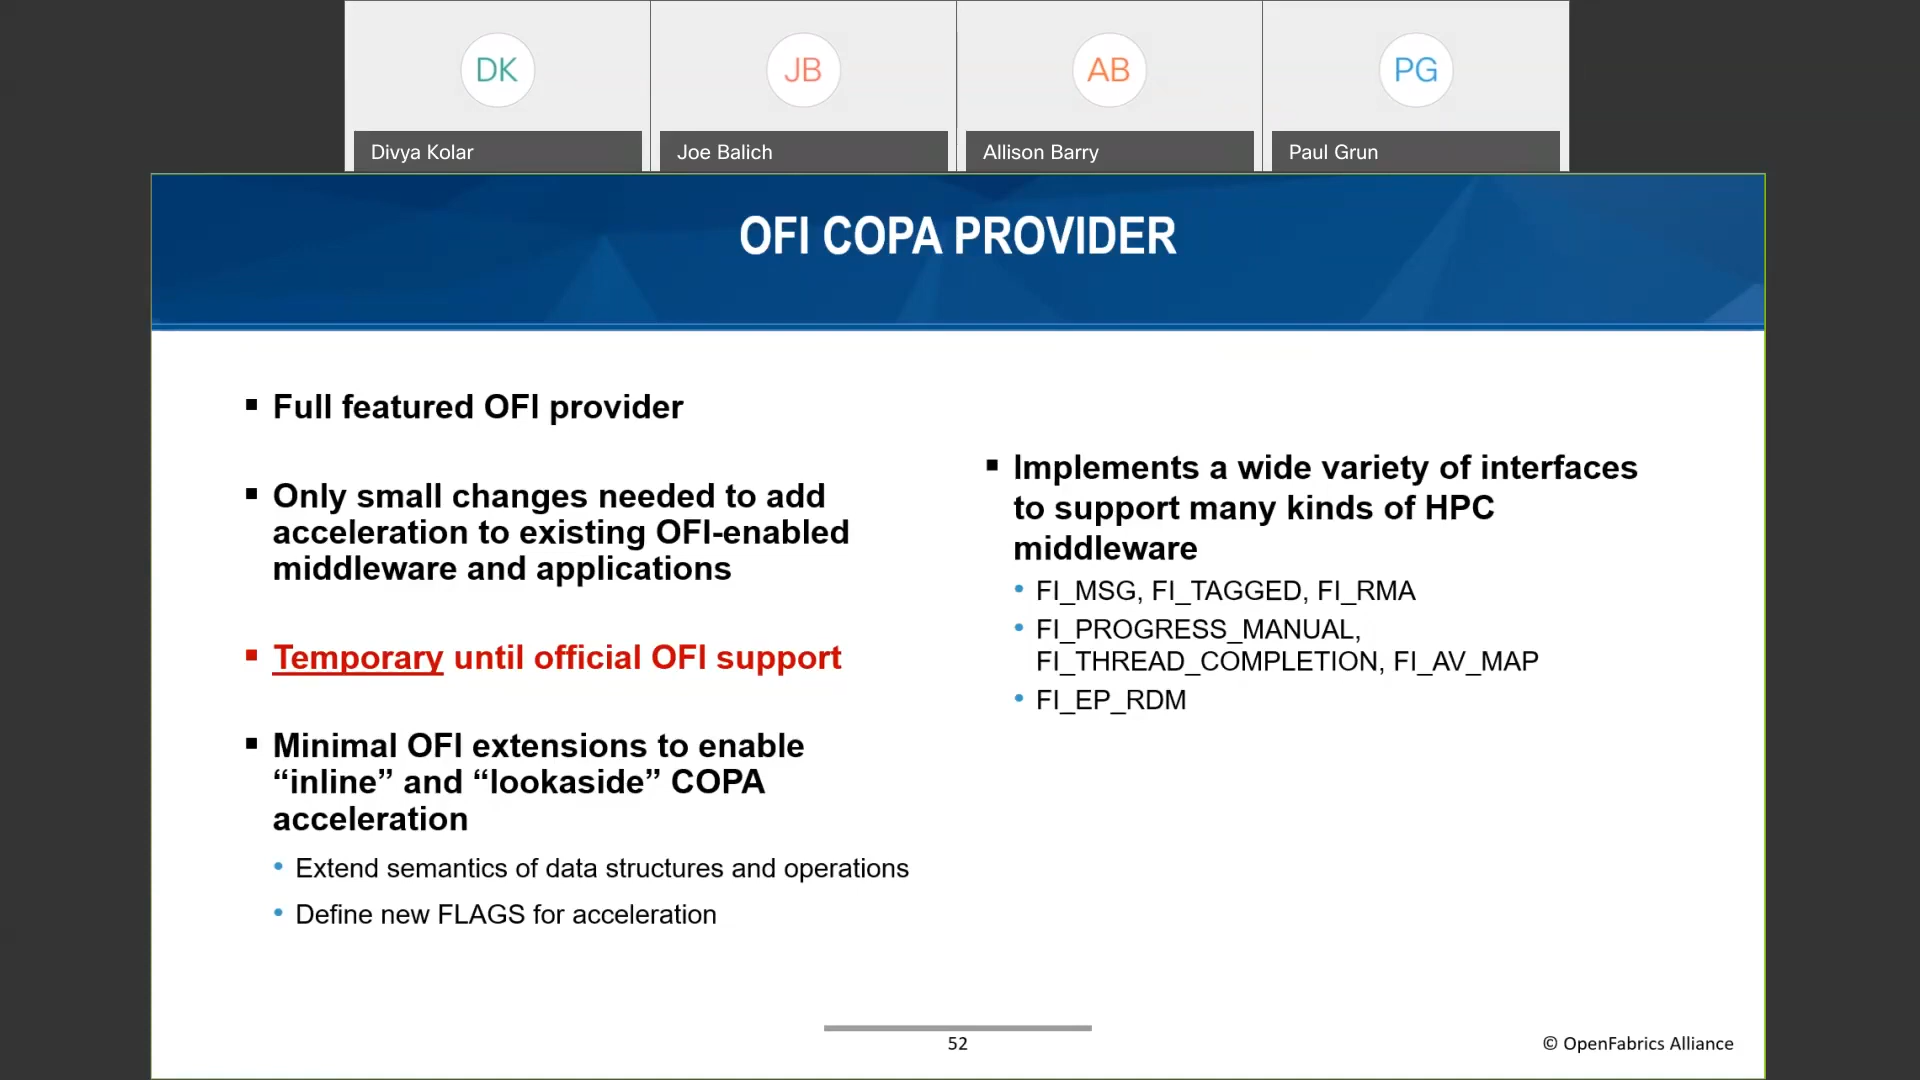 DK
JB
AB
PG
Divya Kolar
Joe Balich
Allison Barry
Paul Grun
OFI COPA PROVIDER
▪ Full featured OFI provider
▪ Only small changes needed to add
acceleration to existing OFI-enabled
middleware and applications
▪ Temporary until official OFI support
▪ Minimal OFI extensions to enable
“inline” and “lookaside” COPA
acceleration
• Extend semantics of data structures and operations
• Define new FLAGS for acceleration
▪ Implements a wide variety of interfaces
to support many kinds of HPC
middleware
• FI_MSG, FI_TAGGED, FI_RMA
• FI_PROGRESS_MANUAL,
FI_THREAD_COMPLETION, FI_AV_MAP
• FI_EP_RDM
52
© OpenFabrics Alliance